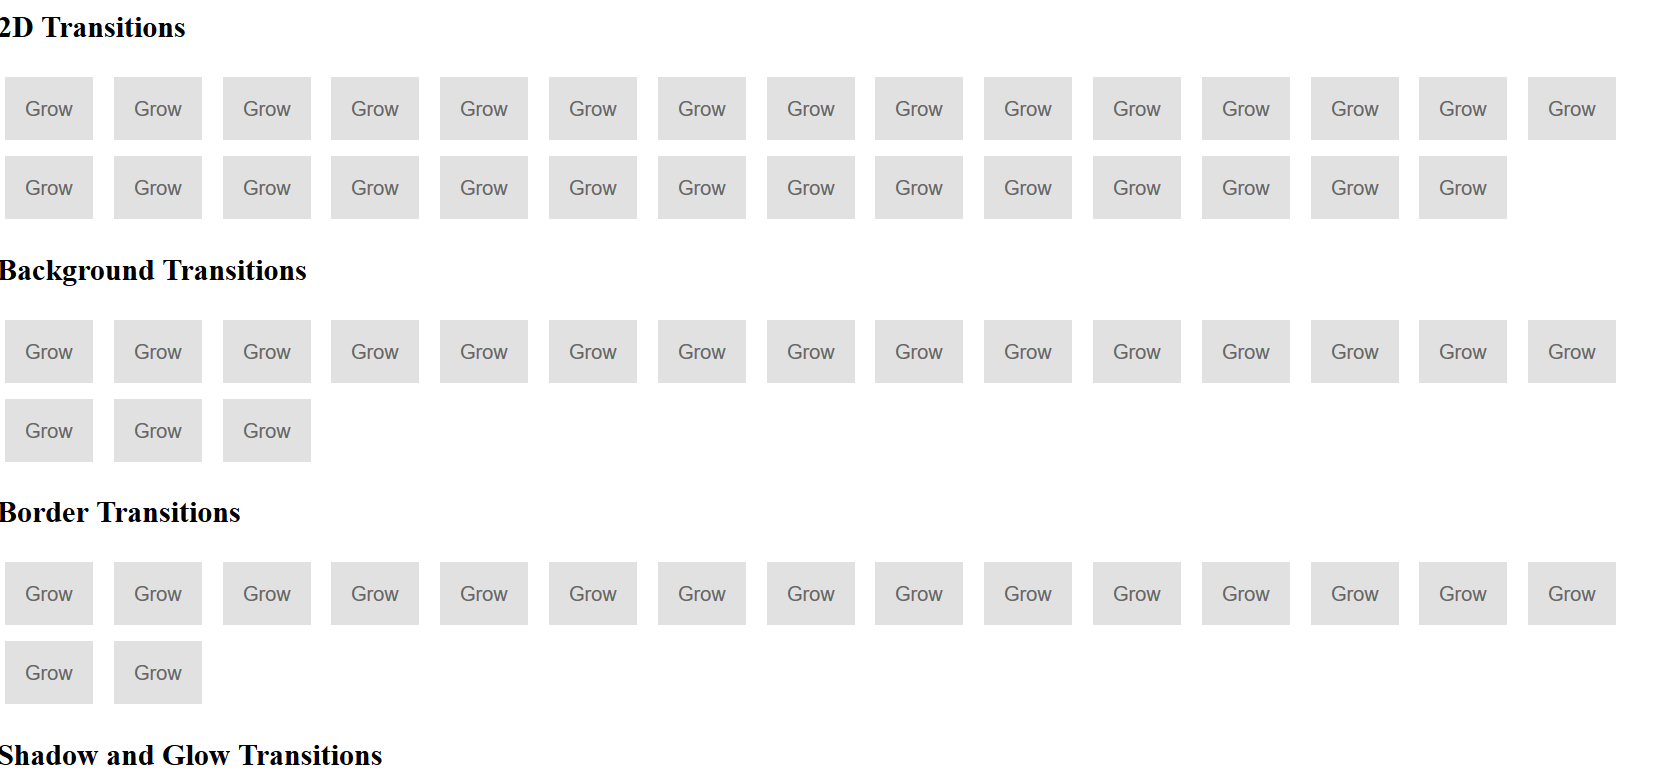 2D Transitions
Grow Grow Grow Grow Grow Grow Grow Grow Grow Grow Grow Grow Grow Grow Grow
Grow Grow Grow Grow Grow Grow Grow Grow Grow Grow Grow Grow Grow Grow
Background Transitions
Grow Grow Grow Grow Grow Grow Grow Grow Grow Grow Grow Grow Grow Grow Grow
Grow Grow Grow
Border Transitions
Grow Grow Grow Grow Grow Grow Grow Grow Grow Grow Grow Grow Grow Grow Grow
Grow Grow
Shadow and Glow Transitions